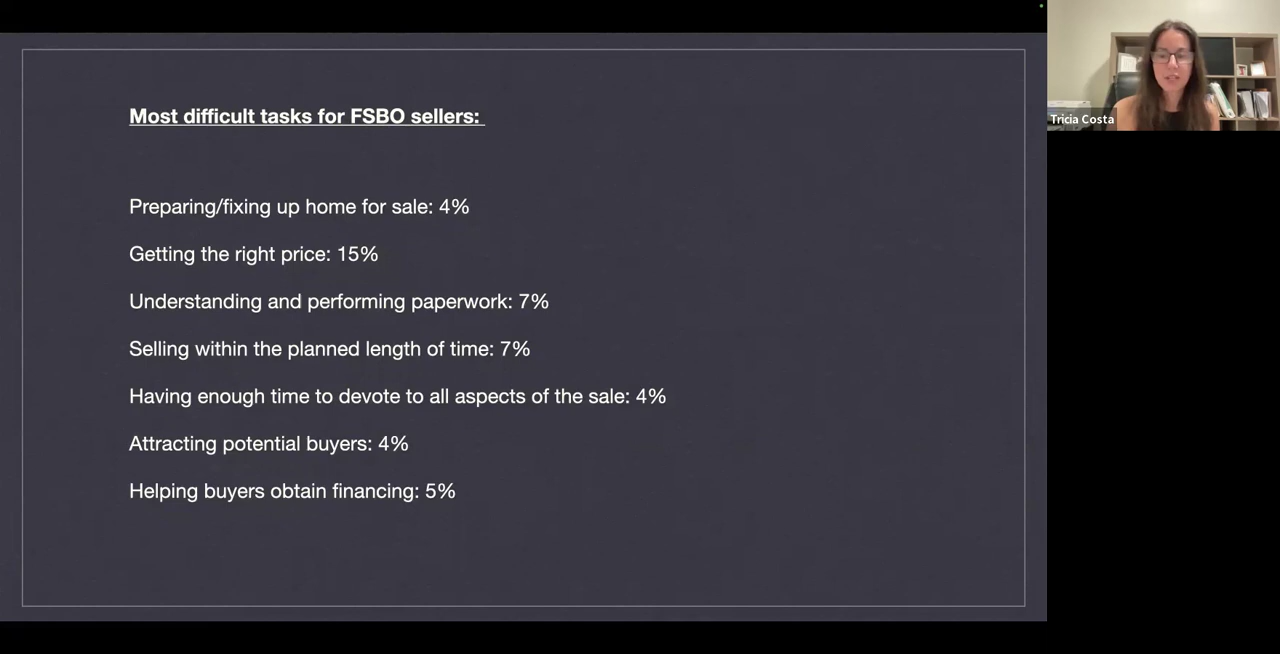 Most difficult tasks for FSBO sellers:
Preparing/fixing up home for sale: 4%
Getting the right price: 15%
Understanding and performing paperwork: 7%
Selling within the planned length of time: 7%
Having enough time to devote to all aspects of the sale: 4%
Attracting potential buyers: 4%
Helping buyers obtain financing: 5%
Tricia Costa